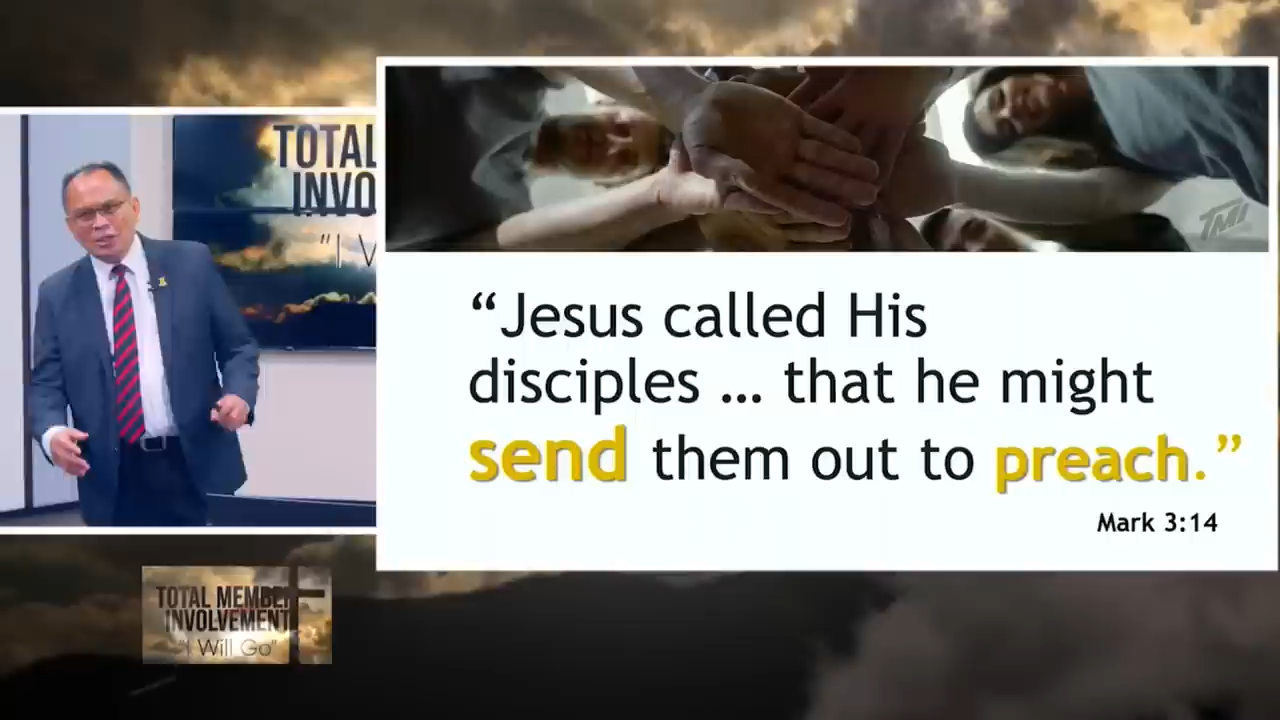 TOTAL
INVO
"I
TMI
“Jesus called His
disciples … that he might
send them out to preach.”
Mark 3:14
TOTAL MEMBER
INVOLVEMENT
"I Will Go"